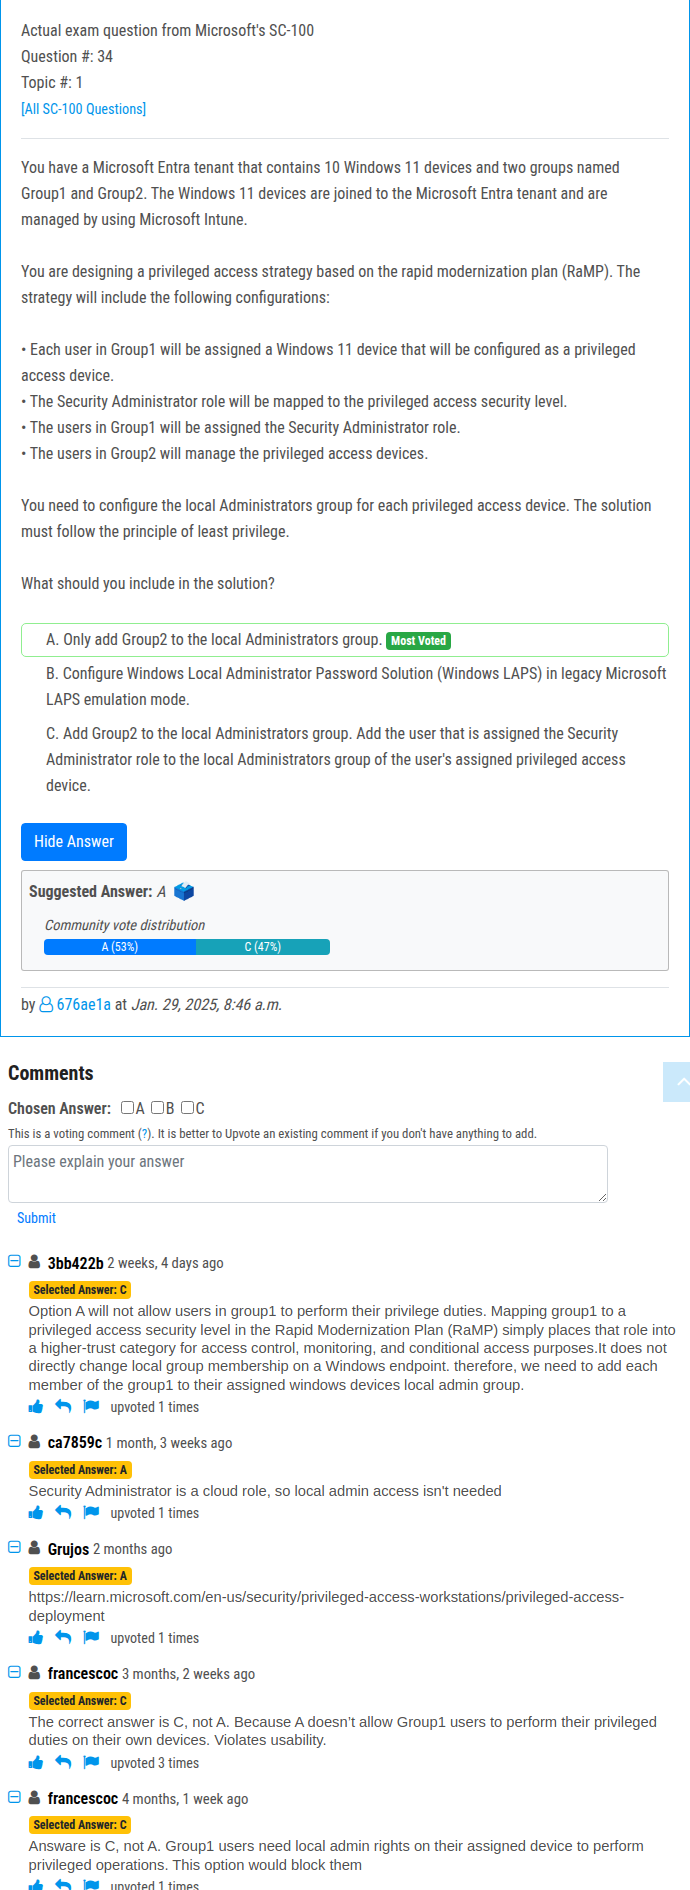 Actual exam question from Microsoft's SC-100
Question #: 34
Topic #: 1
[All SC-100 Questions]
You have a Microsoft Entra tenant that contains 10 Windows 11 devices and two groups named
Group1 and Group2. The Windows 11 devices are joined to the Microsoft Entra tenant and are
managed by using Microsoft Intune.
You are designing a privileged access strategy based on the rapid modernization plan (RaMP). The
strategy will include the following configurations:
• Each user in Group1 will be assigned a Windows 11 device that will be configured as a privileged
access device.
• The Security Administrator role will be mapped to the privileged access security level.
• The users in Group1 will be assigned the Security Administrator role.
• The users in Group2 will manage the privileged access devices.
You need to configure the local Administrators group for each privileged access device. The solution
must follow the principle of least privilege.
What should you include in the solution?
A. Only add Group2 to the local Administrators group. Most Voted
B. Configure Windows Local Administrator Password Solution (Windows LAPS) in legacy Microsoft
LAPS emulation mode.
C. Add Group2 to the local Administrators group. Add the user that is assigned the Security
Administrator role to the local Administrators group of the user's assigned privileged access
device.
Hide Answer
Suggested Answer: A
Community vote distribution
A (53%) C (47%)
by 676ae1a at Jan. 29, 2025, 8:46 a.m.
Comments
Chosen Answer: A B C
This is a voting comment (?). It is better to Upvote an existing comment if you don't have anything to add.
Please explain your answer
Submit
3bb422b 2 weeks, 4 days ago
Selected Answer: C
Option A will not allow users in group1 to perform their privilege duties. Mapping group1 to a
privileged access security level in the Rapid Modernization Plan (RaMP) simply places that role into
a higher-trust category for access control, monitoring, and conditional access purposes.It does not
directly change local group membership on a Windows endpoint. therefore, we need to add each
member of the group1 to their assigned windows devices local admin group.
upvoted 1 times
ca7859c 1 month, 3 weeks ago
Selected Answer: A
Security Administrator is a cloud role, so local admin access isn't needed
upvoted 1 times
Grujos 2 months ago
Selected Answer: A
https://learn.microsoft.com/en-us/security/privileged-access-workstations/privileged-access-
deployment
upvoted 1 times
francescoc 3 months, 2 weeks ago
Selected Answer: C
The correct answer is C, not A. Because A doesn't allow Group1 users to perform their privileged
duties on their own devices. Violates usability.
upvoted 3 times
francescoc 4 months, 1 week ago
Selected Answer: C
Answare is C, not A. Group1 users need local admin rights on their assigned device to perform
privileged operations. This option would block them
upvoted 1 times